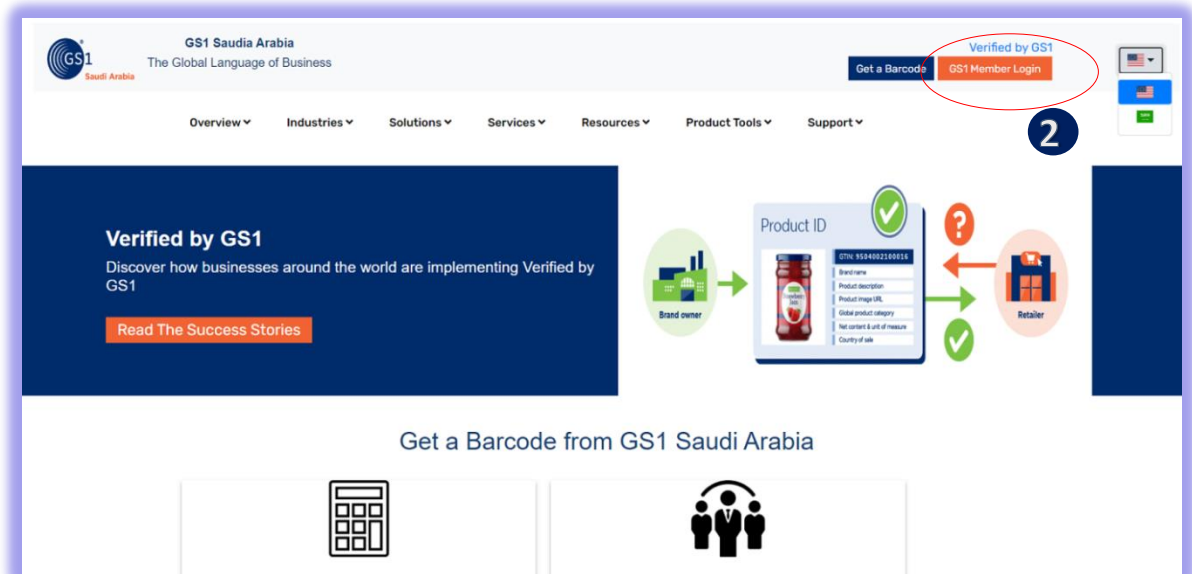 GS1
Saudi Arabia
GS1 Saudia Arabia
The Global Language of Business
Verified by GS1
Get a Barcode
GS1 Member Login
Overview
Industries
Solutions
Services
Resources
Product Tools
Support
2
Verified by GS1
Discover how businesses around the world are implementing Verified by
GS1
Read The Success Stories
Brand owner
Product ID
GTIN: 9504002100016
Brand name
Product description
Product image URL
Global product category
Net content & unit of measure
Country of sale
?
Retailer
Get a Barcode from GS1 Saudi Arabia